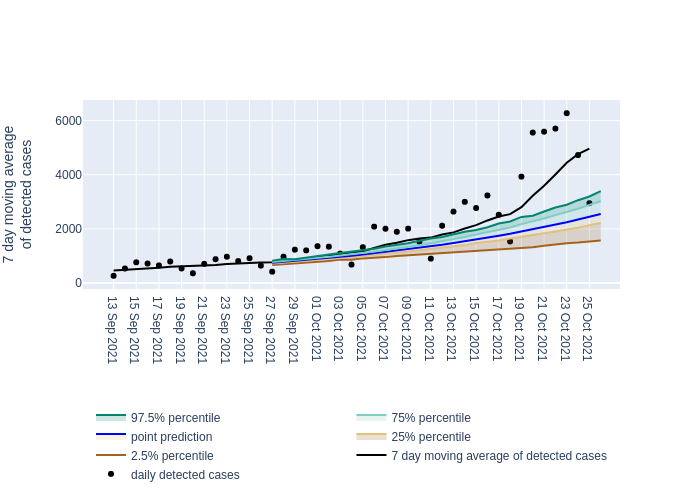 7 day moving average
of detected cases
6000
4000
2000
0
13 Sep 2021
15 Sep 2021
17 Sep 2021
19 Sep 2021
21 Sep 2021
23 Sep 2021
25 Sep 2021
27 Sep 2021
29 Sep 2021
01 Oct 2021
03 Oct 2021
05 Oct 2021
07 Oct 2021
09 Oct 2021
11 Oct 2021
13 Oct 2021
15 Oct 2021
17 Oct 2021
19 Oct 2021
21 Oct 2021
23 Oct 2021
25 Oct 2021
97.5% percentile
75% percentile
point prediction
25% percentile
2.5% percentile
7 day moving average of detected cases
daily detected cases